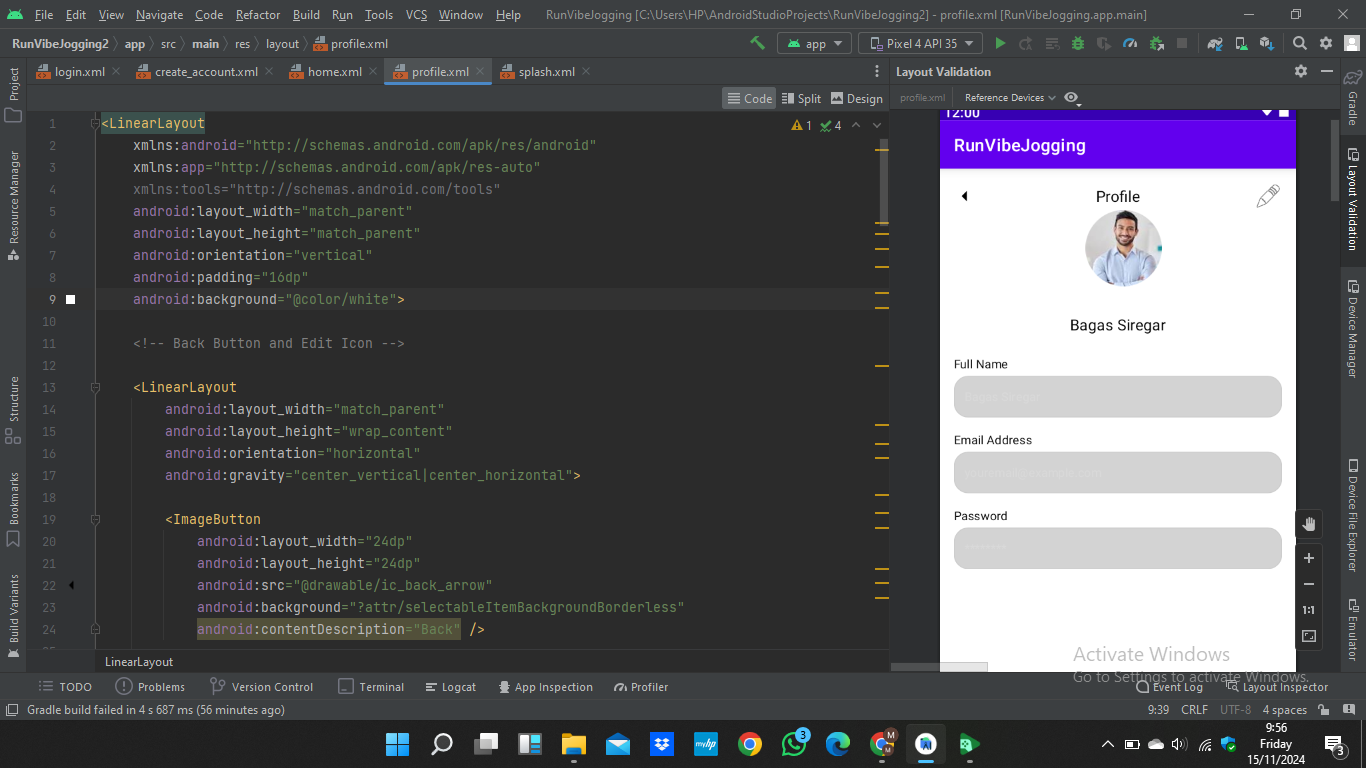 File Edit View Navigate Code Refactor Build Run Tools VCS Window Help RunVibeJogging [C:\Users\HP\AndroidStudioProjects\RunVibeJogging2] - profile.xml [RunVibeJogging.app.main]
RunVibeJogging2 app src main res layout profile.xml app Pixel 4 API 35
login.xml create_account.xml home.xml profile.xml splash.xml
Code Split Design
1 4
1 <LinearLayout
2 xmlns:android="http://schemas.android.com/apk/res/android"
3 xmlns:app="http://schemas.android.com/apk/res-auto"
4 xmlns:tools="http://schemas.android.com/tools"
5 android:layout_width="match_parent"
6 android:layout_height="match_parent"
7 android:orientation="vertical"
8 android:padding="16dp"
9 android:background="@color/white">
10
11 <!-- Back Button and Edit Icon -->
12
13 <LinearLayout
14 android:layout_width="match_parent"
15 android:layout_height="wrap_content"
16 android:orientation="horizontal"
17 android:gravity="center_vertical|center_horizontal">
18
19 <ImageButton
20 android:layout_width="24dp"
21 android:layout_height="24dp"
22 android:src="@drawable/ic_back_arrow"
23 android:background="?attr/selectableItemBackgroundBorderless"
24 android:contentDescription="Back" />
LinearLayout
Project
Resource Manager
Structure
Bookmarks
Build Variants
Layout Validation
profile.xml Reference Devices
12:00
RunVibeJogging
Profile
Bagas Siregar
Full Name
Bagas Siregar
Email Address
Password
1:1
Gradle
Layout Validation
Device Manager
Device File Explorer
Emulator
Activate Windows
Go to Settings to activate Windows.
TODO Problems Version Control Terminal Logcat App Inspection Profiler Event Log Layout Inspector
Gradle build failed in 4 s 687 ms (56 minutes ago) 9:39 CRLF UTF-8 4 spaces
myhp 3 M M
9:56
Friday
15/11/2024
3